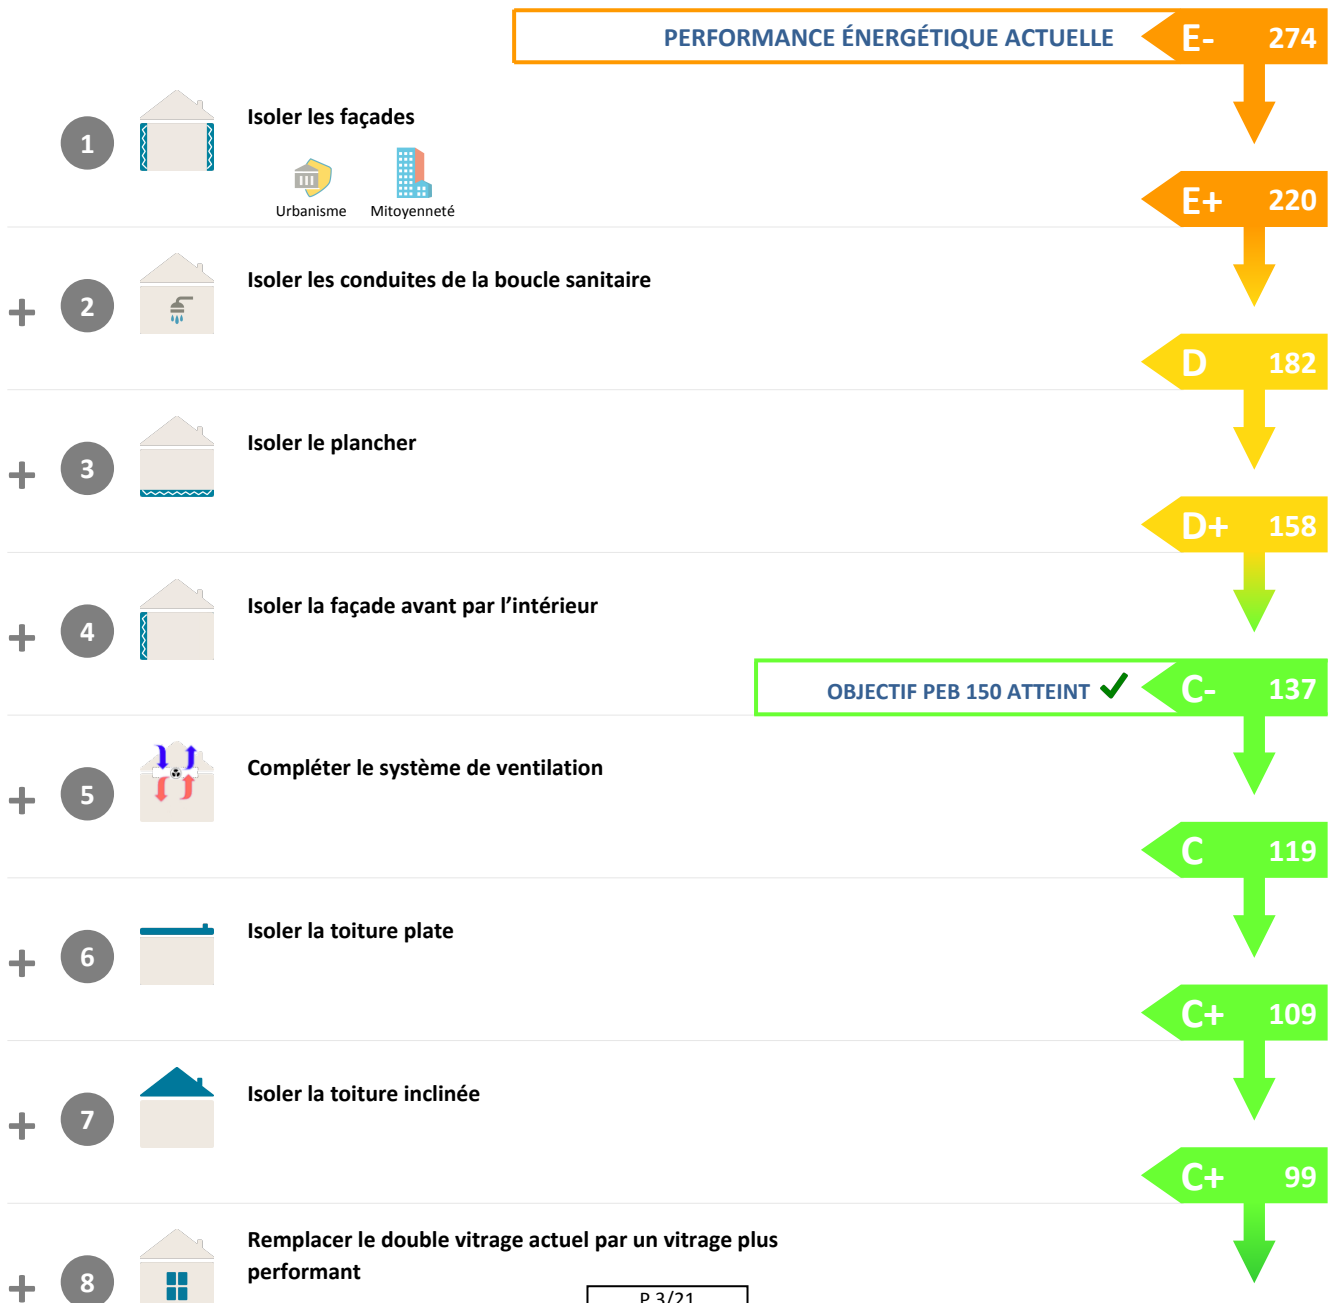 PERFORMANCE ÉNERGÉTIQUE ACTUELLE E- 274
1 Isoler les façades
Urbanisme Mitoyenneté
E+ 220
+ 2 Isoler les conduites de la boucle sanitaire
D 182
+ 3 Isoler le plancher
D+ 158
+ 4 Isoler la façade avant par l’intérieur
OBJECTIF PEB 150 ATTEINT ✓ C- 137
+ 5 Compléter le système de ventilation
C 119
+ 6 Isoler la toiture plate
C+ 109
+ 7 Isoler la toiture inclinée
C+ 99
+ 8 Remplacer le double vitrage actuel par un vitrage plus
performant
P 3/21